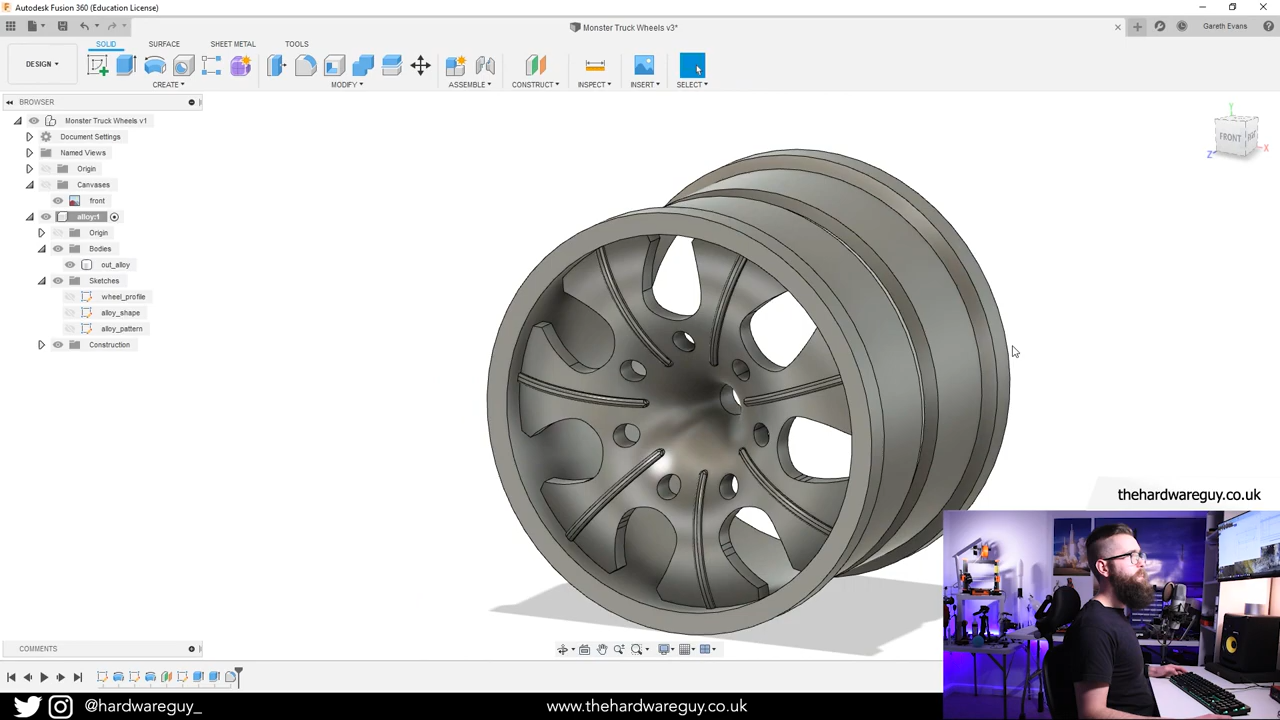 Autodesk Fusion 360 (Education License)
Monster Truck Wheels v3*
Gareth Evans
DESIGN
SOLID
SURFACE
SHEET METAL
TOOLS
CREATE
MODIFY
ASSEMBLE
CONSTRUCT
INSPECT
INSERT
SELECT
BROWSER
Monster Truck Wheels v1
Document Settings
Named Views
Origin
Canvases
front
alloy:1
Origin
Bodies
out_alloy
Sketches
wheel_profile
alloy_shape
alloy_pattern
Construction
Y
FRONT
Z
X
thehardwareguy.co.uk
COMMENTS
@hardwareguy_
www.thehardwareguy.co.uk